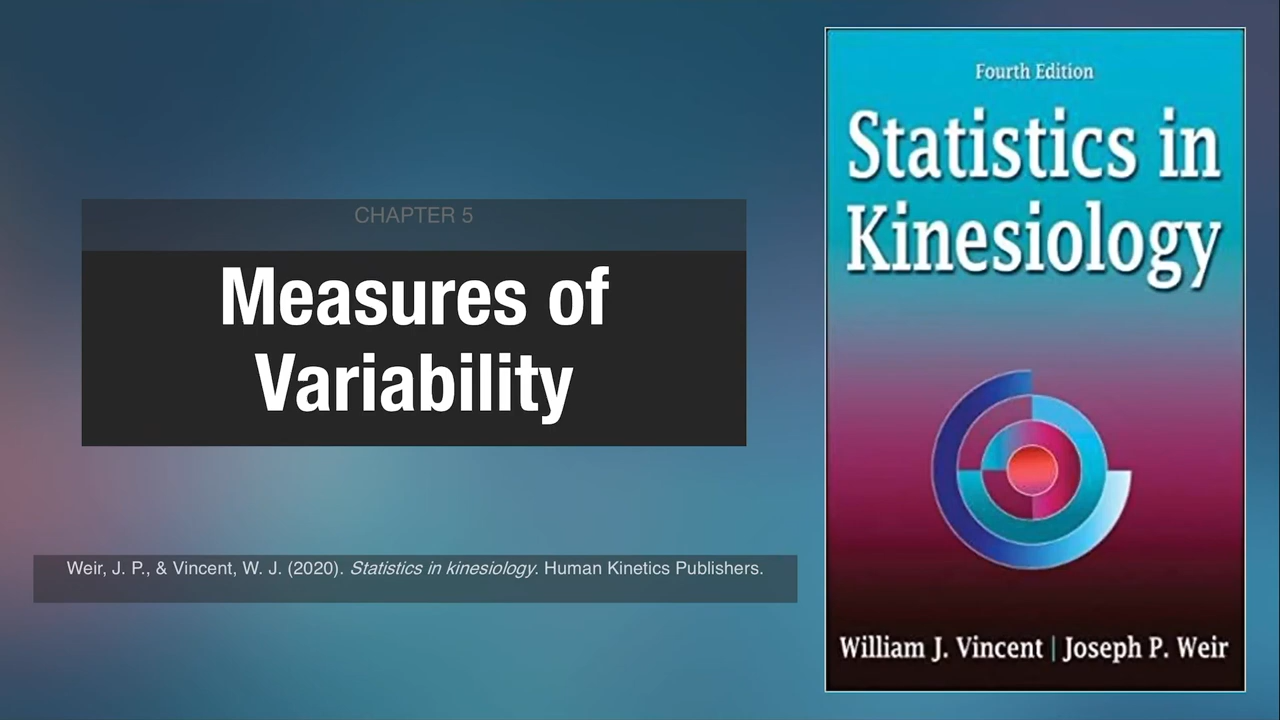 CHAPTER 5
Measures of
Variability
Weir, J. P., & Vincent, W. J. (2020). Statistics in kinesiology. Human Kinetics Publishers.
Fourth Edition
Statistics in
Kinesiology
William J. Vincent | Joseph P. Weir